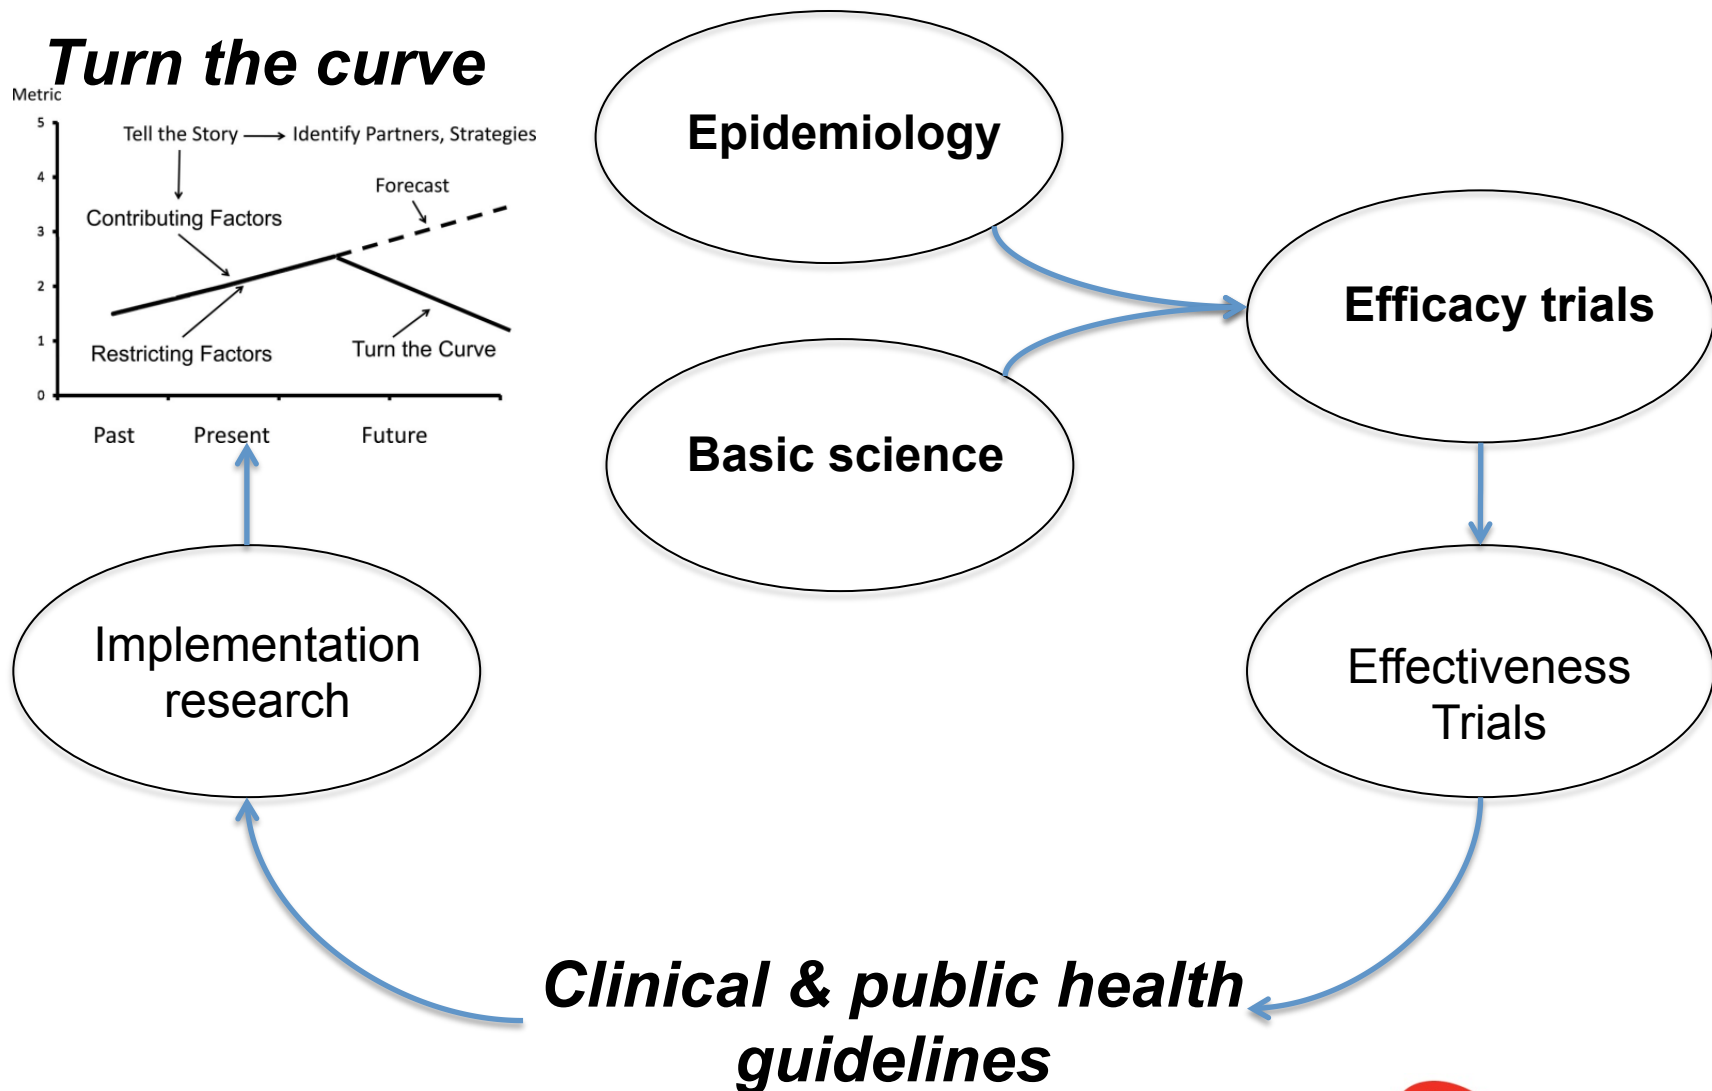 Turn the curve
Metric
5
Tell the Story
Identify Partners, Strategies
4
Forecast
Contributing Factors
3
2
1
Restricting Factors
Turn the Curve
0
Past
Present
Future
Epidemiology
Basic science
Efficacy trials
Effectiveness
Trials
Clinical & public health
guidelines
Implementation
research